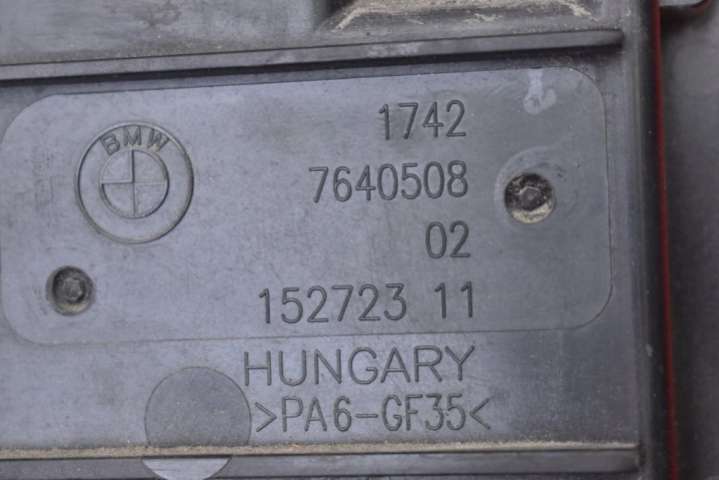 BMW
1742
7640508
02
152723 11
HUNGARY
>PA6-GF35<